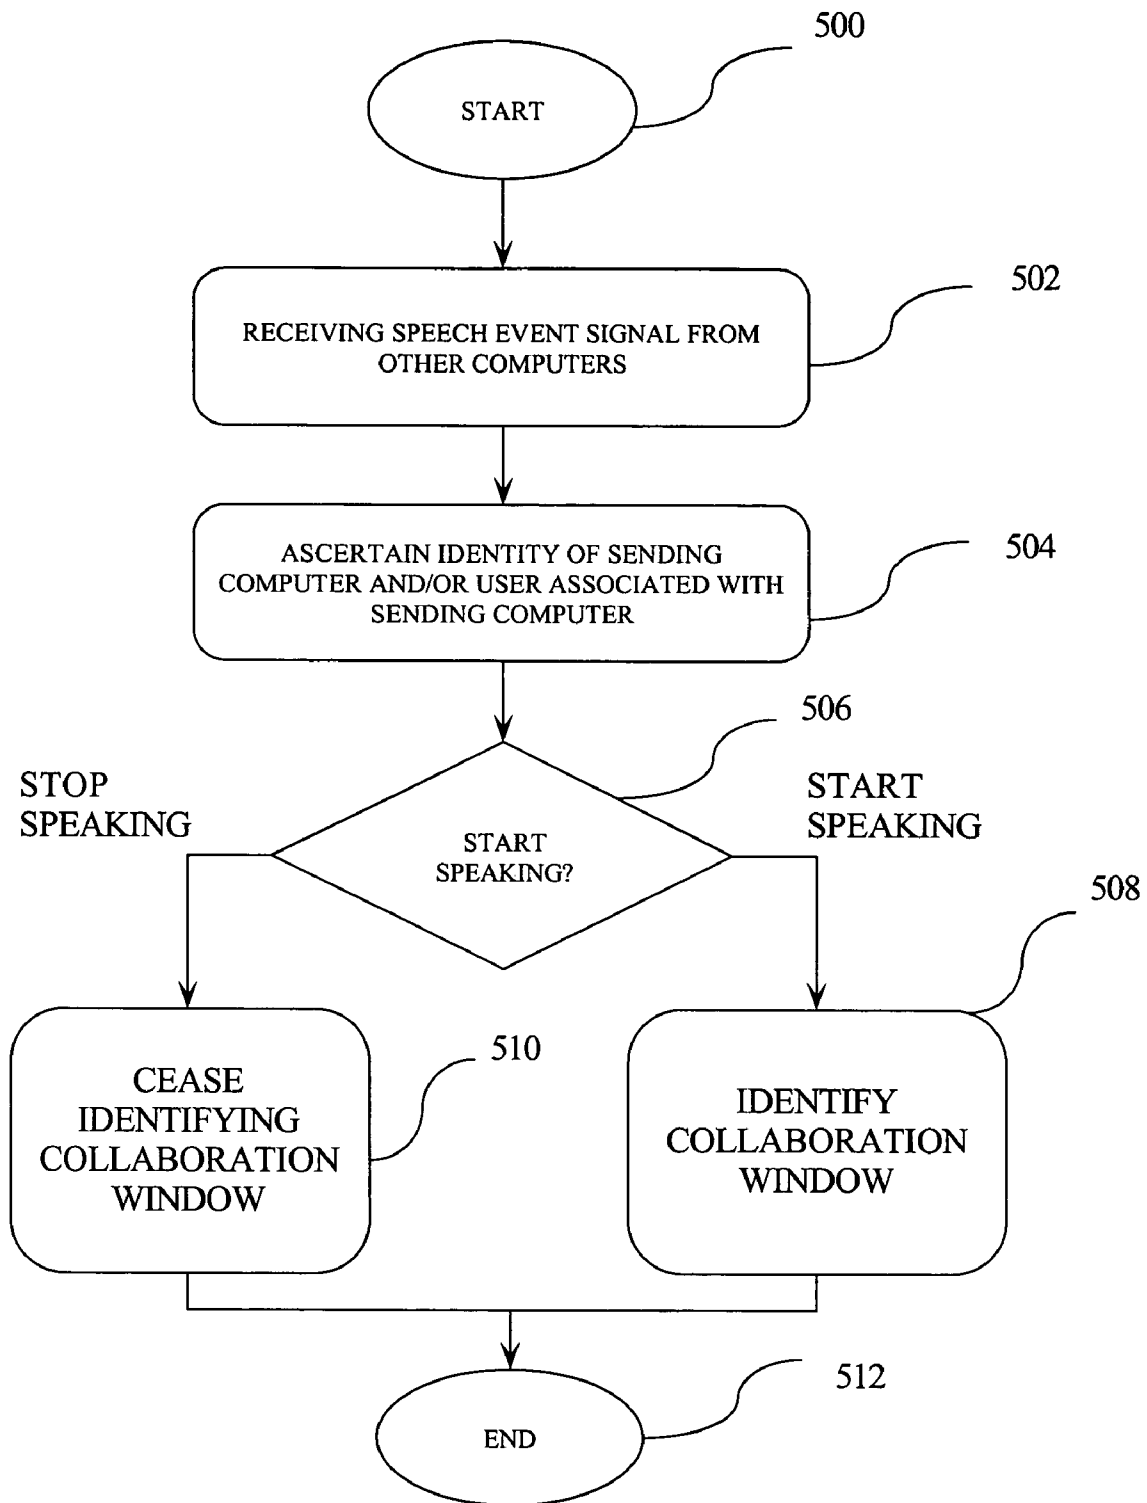 500
START
502
RECEIVING SPEECH EVENT SIGNAL FROM
OTHER COMPUTERS
504
ASCERTAIN IDENTITY OF SENDING
COMPUTER AND/OR USER ASSOCIATED WITH
SENDING COMPUTER
506
STOP
SPEAKING
START
SPEAKING?
START
SPEAKING
508
510
CEASE
IDENTIFYING
COLLABORATION
WINDOW
IDENTIFY
COLLABORATION
WINDOW
512
END